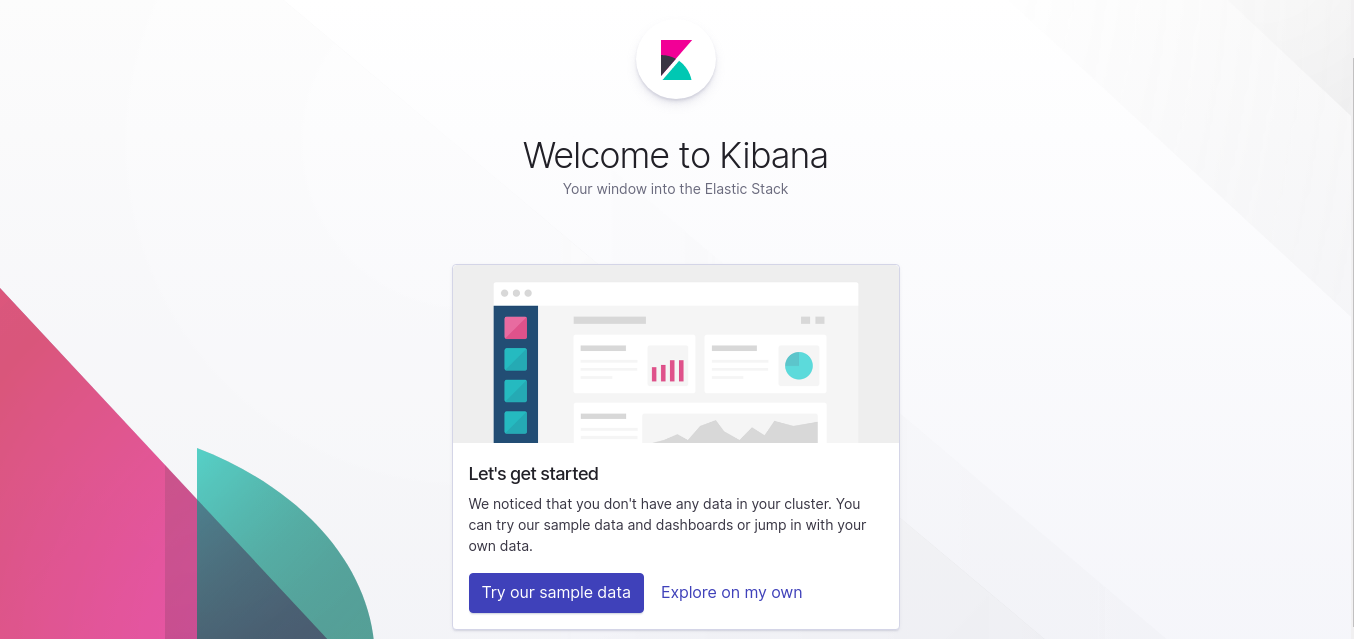 Welcome to Kibana
Your window into the Elastic Stack
Let's get started
We noticed that you don't have any data in your cluster. You
can try our sample data and dashboards or jump in with your
own data.
Try our sample data
Explore on my own